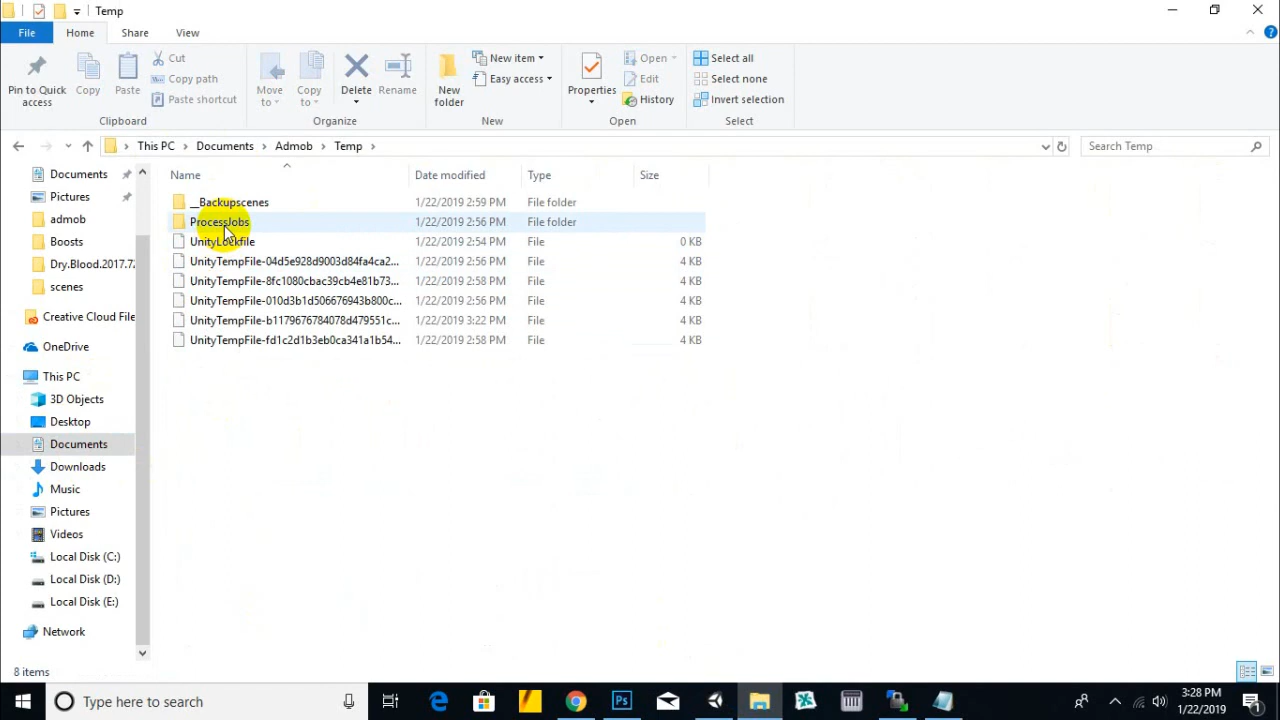 Temp
File Home Share View
Pin to Quick access
Copy
Paste
Cut
Copy path
Paste shortcut
Clipboard
Move to
Copy to
Delete
Rename
Organize
New folder
New item
Easy access
New
Properties
Open
Edit
History
Open
Select all
Select none
Invert selection
Select
This PC Documents Admob Temp
Search Temp
Name Date modified Type Size
__Backupscenes 1/22/2019 2:59 PM File folder
ProcessJobs 1/22/2019 2:56 PM File folder
UnityLockfile 1/22/2019 2:54 PM File 0 KB
UnityTempFile-04d5e928d9003d84fa4ca2... 1/22/2019 2:56 PM File 4 KB
UnityTempFile-8fc1080cbac39cb4e81b73... 1/22/2019 2:58 PM File 4 KB
UnityTempFile-010d3b1d506676943b800c... 1/22/2019 2:56 PM File 4 KB
UnityTempFile-b1179676784078d479551c... 1/22/2019 3:22 PM File 4 KB
UnityTempFile-fd1c2d1b3eb0ca341a1b54... 1/22/2019 2:58 PM File 4 KB
Documents
Pictures
admob
Boosts
Dry.Blood.2017.72
scenes
Creative Cloud File
OneDrive
This PC
3D Objects
Desktop
Documents
Downloads
Music
Pictures
Videos
Local Disk (C:)
Local Disk (D:)
Local Disk (E:)
Network
8 items
Type here to search
3:28 PM
1/22/2019